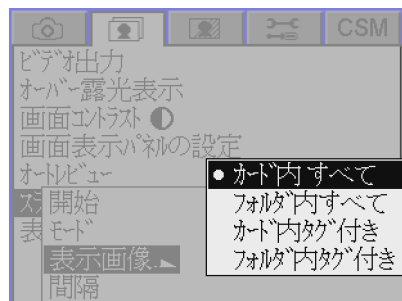 CSM
ビデオ出力
オーバー露光表示
画面コントラスト
画面表示パネルの設定
オートレビュー
ス
表
開始
モード
表示画像
間隔
カード内すべて
フォルダ内すべて
カード内タグ付き
フォルダ内タグ付き